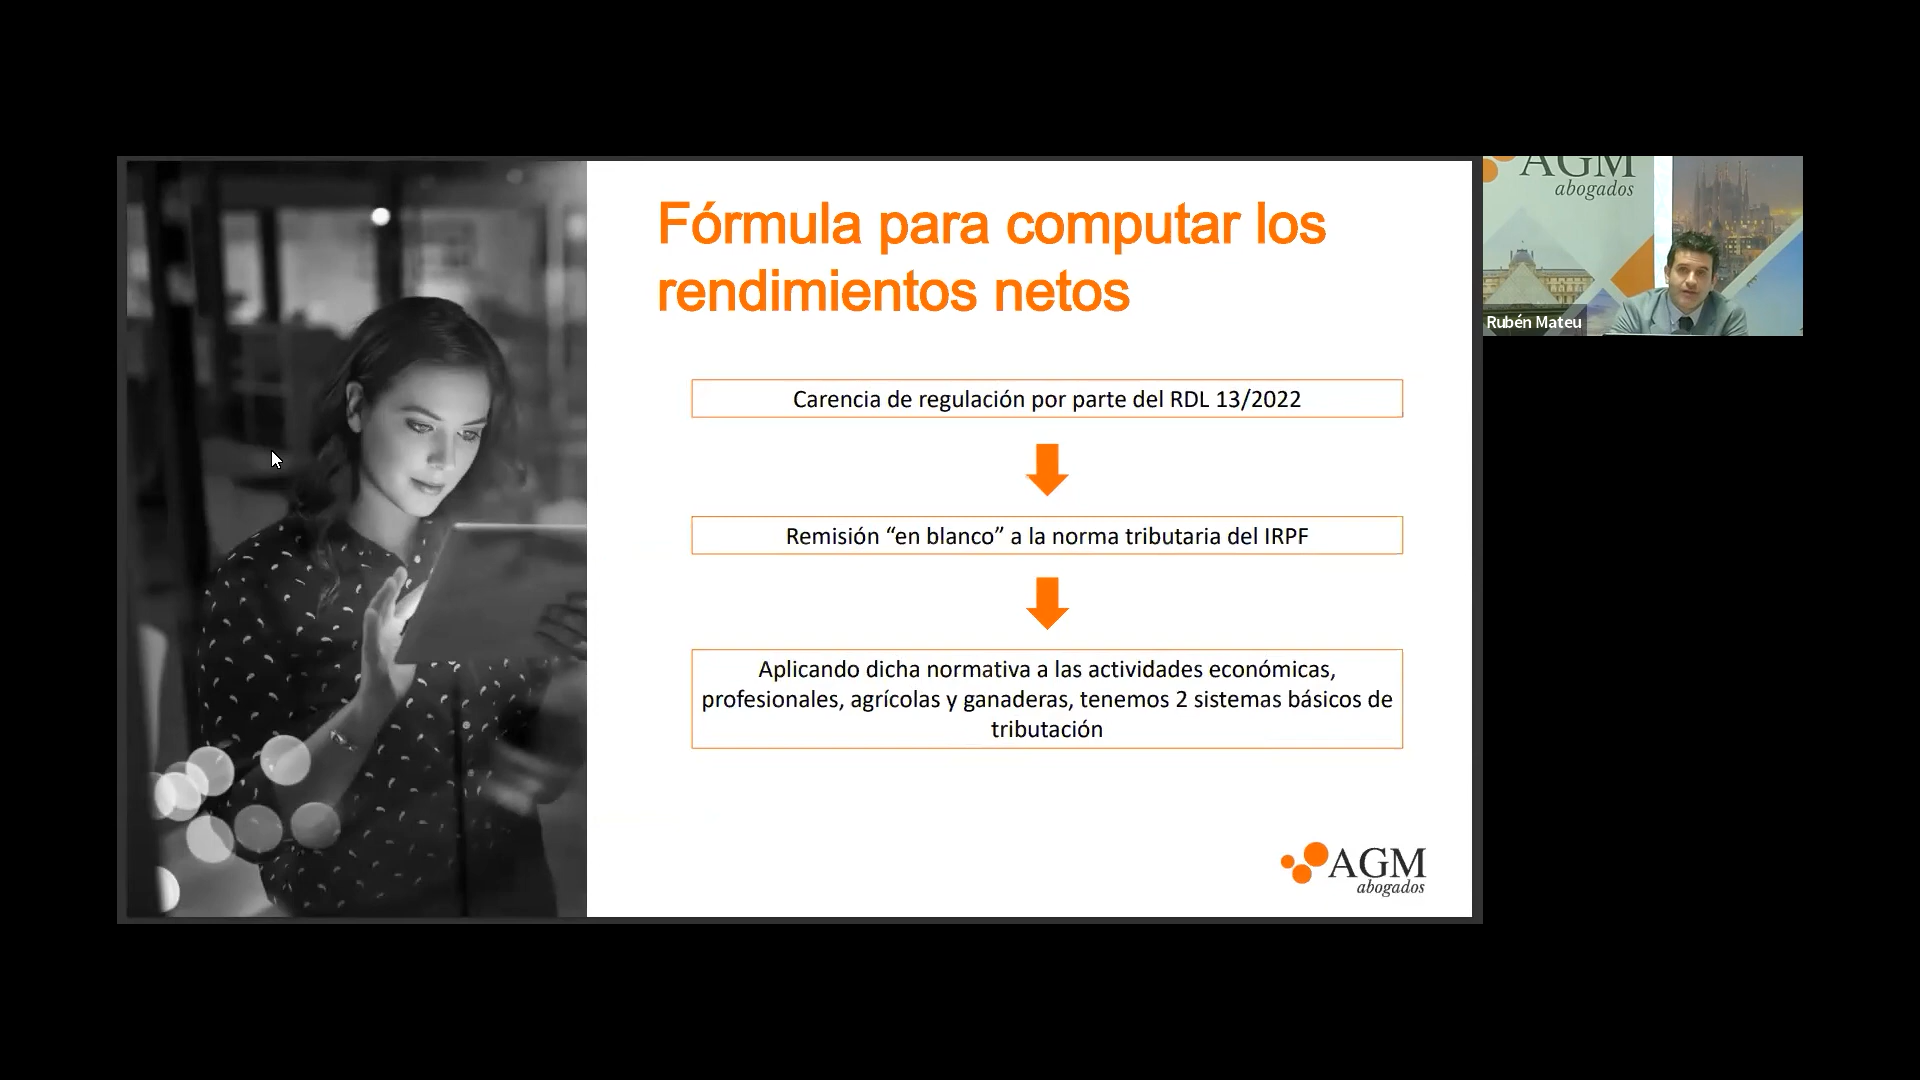 Fórmula para computar los
rendimientos netos
Carencia de regulación por parte del RDL 13/2022
Remisión “en blanco” a la norma tributaria del IRPF
Aplicando dicha normativa a las actividades económicas,
profesionales, agrícolas y ganaderas, tenemos 2 sistemas básicos de
tributación
AGM
abogados
AGM
abogados
Rubén Mateu